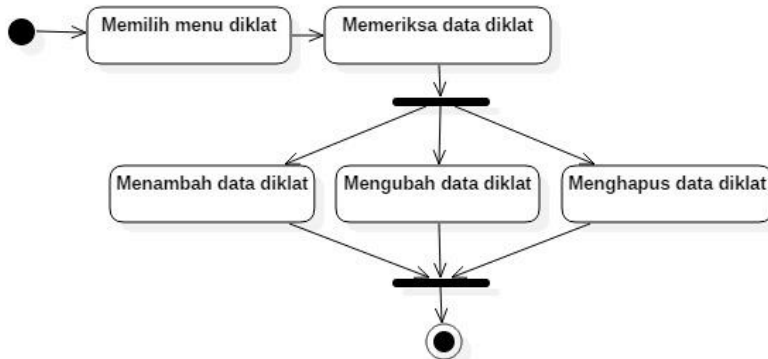 Memilih menu diklat
Memeriksa data diklat
Menambah data diklat
Mengubah data diklat
Menghapus data diklat